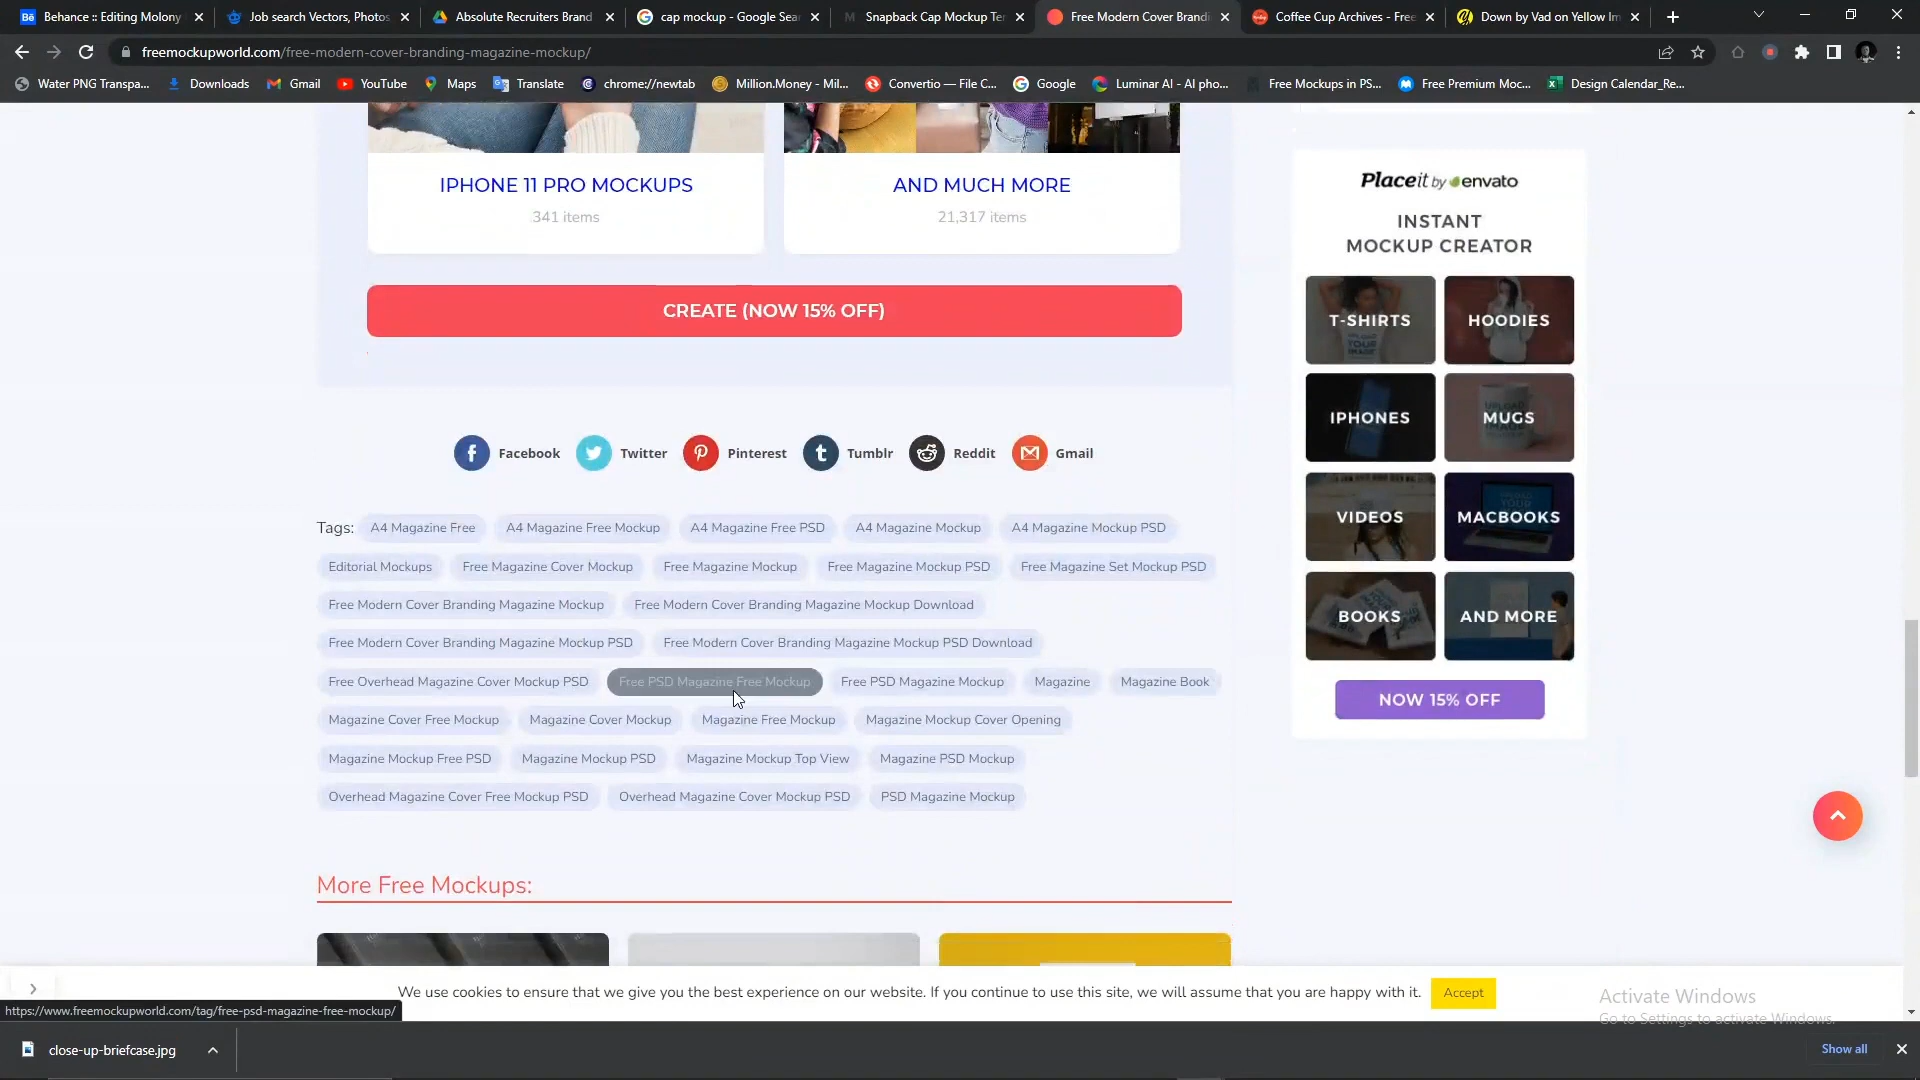 Behance :: Editing Molony
Job search Vectors, Photos
Absolute Recruiters Brand
cap mockup - Google Sea
Snapback Cap Mockup Te
Free Modern Cover Brandi
Coffee Cup Archives - Free
Down by Vad on Yellow Im
freemockupworld.com/free-modern-cover-branding-magazine-mockup/
Water PNG Transpa...
Downloads
Gmail
YouTube
Maps
Translate
chrome://newtab
Million.Money - Mil...
Convertio — File C...
Google
Luminar AI - AI pho...
Free Mockups in PS...
Free Premium Moc...
Design Calendar_Re...
IPHONE 11 PRO MOCKUPS
341 items
AND MUCH MORE
21,317 items
CREATE (NOW 15% OFF)
Facebook
Twitter
Pinterest
Tumblr
Reddit
Gmail
Tags: A4 Magazine Free A4 Magazine Free Mockup A4 Magazine Free PSD A4 Magazine Mockup A4 Magazine Mockup PSD
Editorial Mockups Free Magazine Cover Mockup Free Magazine Mockup Free Magazine Mockup PSD Free Magazine Set Mockup PSD
Free Modern Cover Branding Magazine Mockup Free Modern Cover Branding Magazine Mockup Download
Free Modern Cover Branding Magazine Mockup PSD Free Modern Cover Branding Magazine Mockup PSD Download
Free Overhead Magazine Cover Mockup PSD Free PSD Magazine Free Mockup Free PSD Magazine Mockup Magazine Magazine Book
Magazine Cover Free Mockup Magazine Cover Mockup Magazine Free Mockup Magazine Mockup Cover Opening
Magazine Mockup Free PSD Magazine Mockup PSD Magazine Mockup Top View Magazine PSD Mockup
Overhead Magazine Cover Free Mockup PSD Overhead Magazine Cover Mockup PSD PSD Magazine Mockup
More Free Mockups:
Placeit by envato
INSTANT
MOCKUP CREATOR
T-SHIRTS
HOODIES
IPHONES
MUGS
VIDEOS
MACBOOKS
BOOKS
AND MORE
NOW 15% OFF
We use cookies to ensure that we give you the best experience on our website. If you continue to use this site, we will assume that you are happy with it.
Accept
Activate Windows
Go to Settings to activate Windows.
https://www.freemockupworld.com/tag/free-psd-magazine-free-mockup/
close-up-briefcase.jpg
Show all